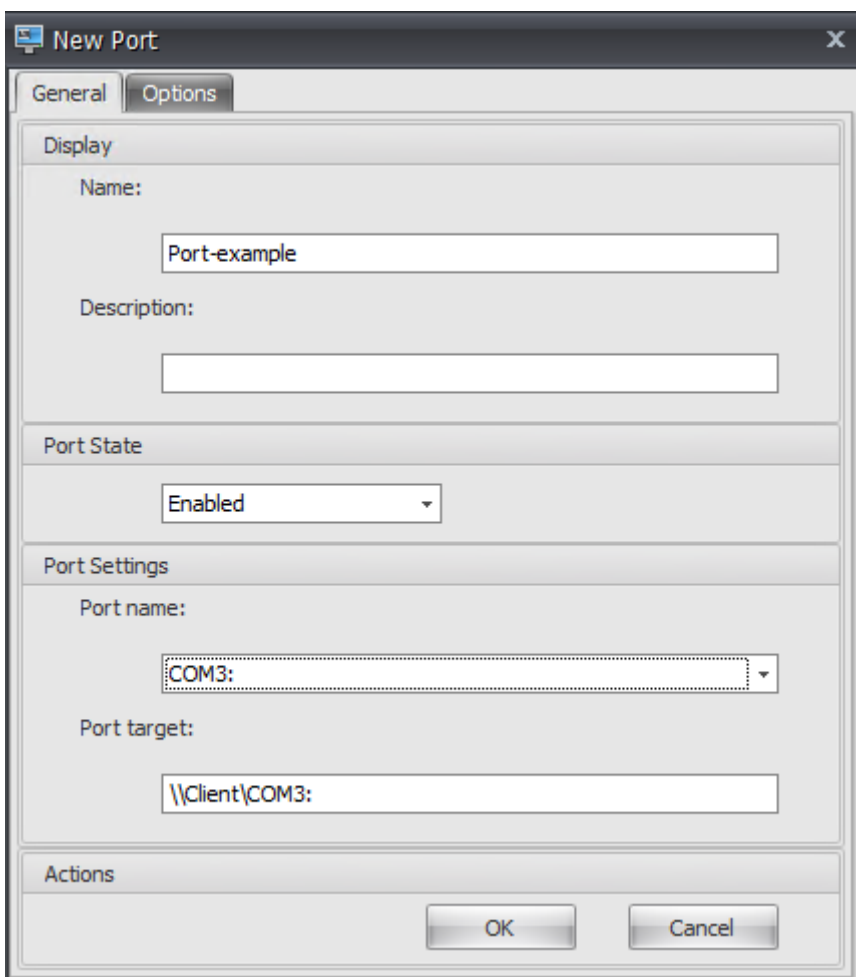 New Port
General Options
Display
Name:
Port-example
Description:
Port State
Enabled
Port Settings
Port name:
COM3:
Port target:
\\Client\COM3:
Actions
OK Cancel